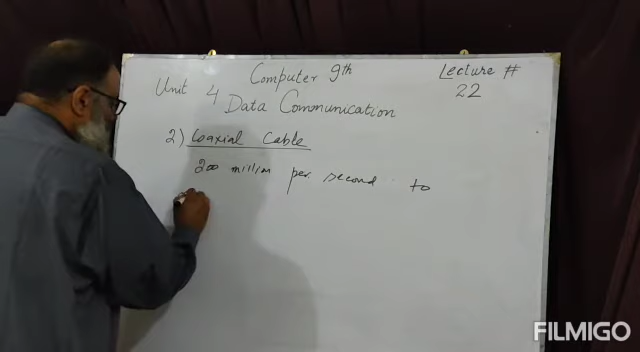 Computer 9th
Lecture #
22
Unit 4
Data Communication
2) Coaxial Cable
200 million per second to
FILMIGO